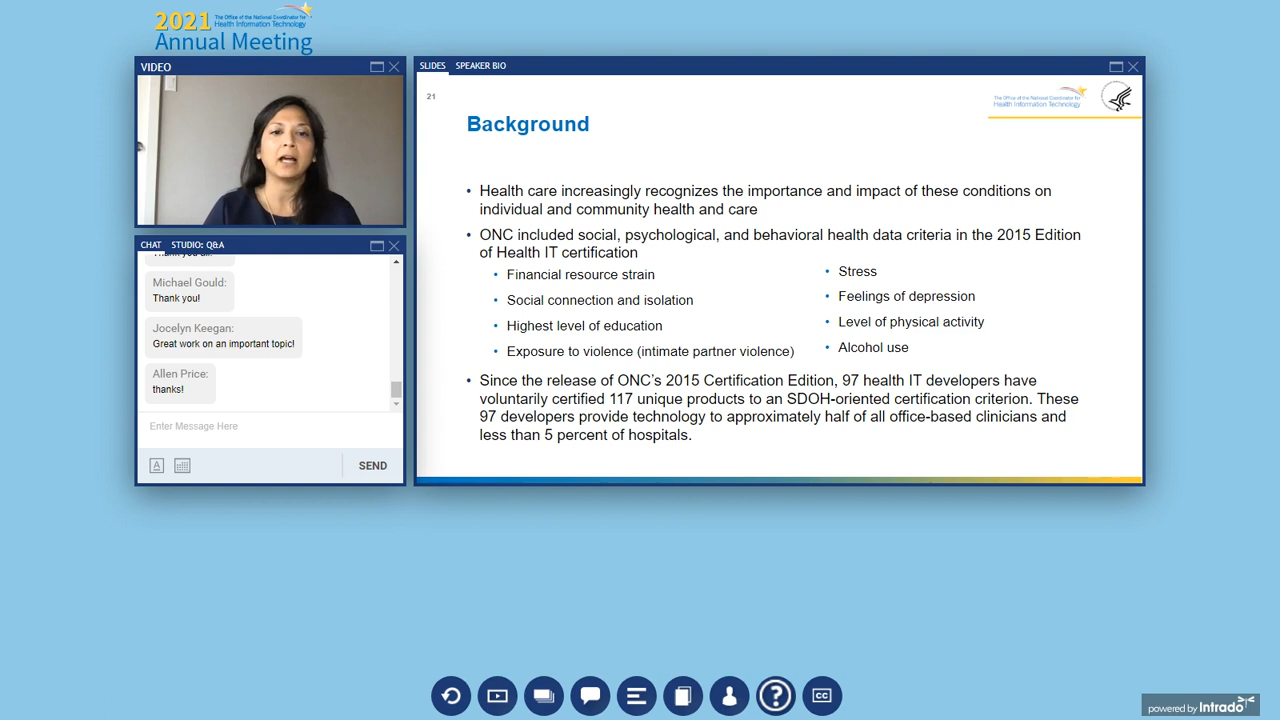 2021 The Office of the National Coordinator for
Health Information Technology
Annual Meeting
VIDEO
SLIDES SPEAKER BIO
21
The Office of the National Coordinator for
Health Information Technology
Background
• Health care increasingly recognizes the importance and impact of these conditions on
individual and community health and care
• ONC included social, psychological, and behavioral health data criteria in the 2015 Edition
of Health IT certification
• Financial resource strain
• Social connection and isolation
• Highest level of education
• Exposure to violence (intimate partner violence)
• Stress
• Feelings of depression
• Level of physical activity
• Alcohol use
• Since the release of ONC's 2015 Certification Edition, 97 health IT developers have
voluntarily certified 117 unique products to an SDOH-oriented certification criterion. These
97 developers provide technology to approximately half of all office-based clinicians and
less than 5 percent of hospitals.
CHAT STUDIO: Q&A
Michael Gould:
Thank you!
Jocelyn Keegan:
Great work on an important topic!
Allen Price:
thanks!
Enter Message Here
A
SEND
?
CC
powered by Intrado